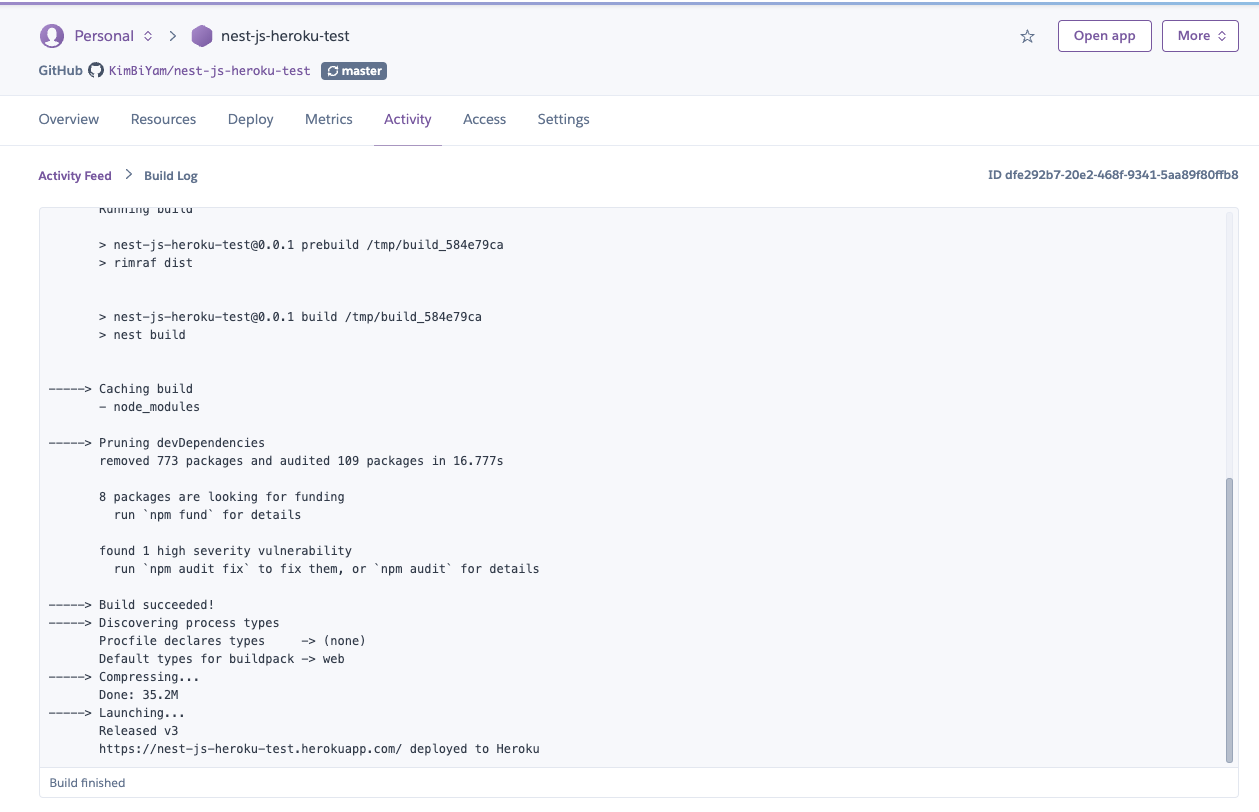 Personal nest-js-heroku-test
Open app
More
GitHub KimBiYam/nest-js-heroku-test master
Overview Resources Deploy Metrics Activity Access Settings
Activity Feed > Build Log
ID dfe292b7-20e2-468f-9341-5aa89f80ffb8
Running build
> nest-js-heroku-test@0.0.1 prebuild /tmp/build_584e79ca
> rimraf dist
> nest-js-heroku-test@0.0.1 build /tmp/build_584e79ca
> nest build
-----> Caching build
- node_modules
-----> Pruning devDependencies
removed 773 packages and audited 109 packages in 16.777s
8 packages are looking for funding
run `npm fund` for details
found 1 high severity vulnerability
run `npm audit fix` to fix them, or `npm audit` for details
-----> Build succeeded!
-----> Discovering process types
Procfile declares types -> (none)
Default types for buildpack -> web
-----> Compressing...
Done: 35.2M
-----> Launching...
Released v3
https://nest-js-heroku-test.herokuapp.com/ deployed to Heroku
Build finished